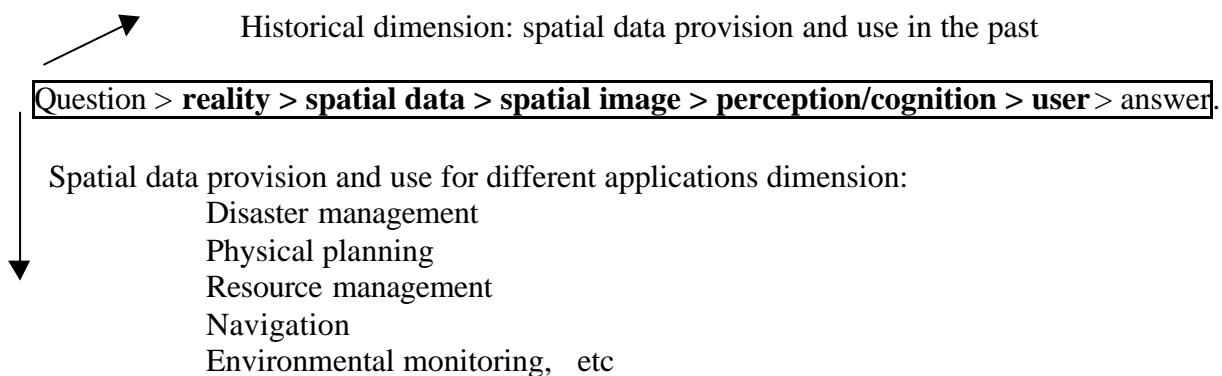 Historical dimension: spatial data provision and use in the past
Question > reality > spatial data > spatial image > perception/cognition > user > answer.
Spatial data provision and use for different applications dimension:
Disaster management
Physical planning
Resource management
Navigation
Environmental monitoring, etc